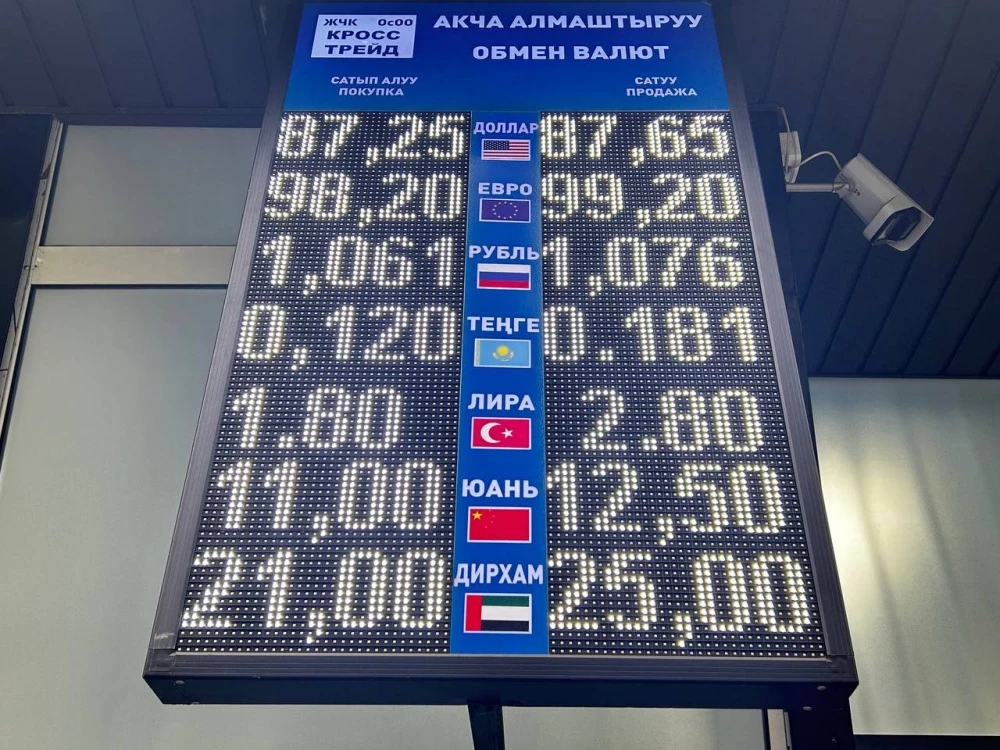 ЖЧК ОсОО
КРОСС
ТРЕЙД
АКЧА АЛМАШТЫРУУ
ОБМЕН ВАЛЮТ
САТЫП АЛУУ
ПОКУПКА
САТУУ
ПРОДАЖА
87,25 ДОЛЛАР 87,65
98,20 ЕВРО 99,20
1,061 РУБЛЬ 1,076
0,120 ТЕҢГЕ 0.181
1.80 ЛИРА 2.80
11,00 ЮАНЬ 12,50
21,00 ДИРХАМ 25,00